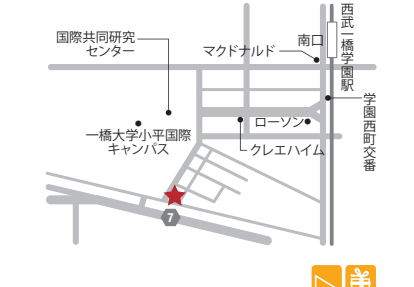 国際共同研究
センター
マクドナルド
南口
西武一橋学園駅
学園西町交番
ローソン
一橋大学小平国際
キャンパス
クレエハイム
7